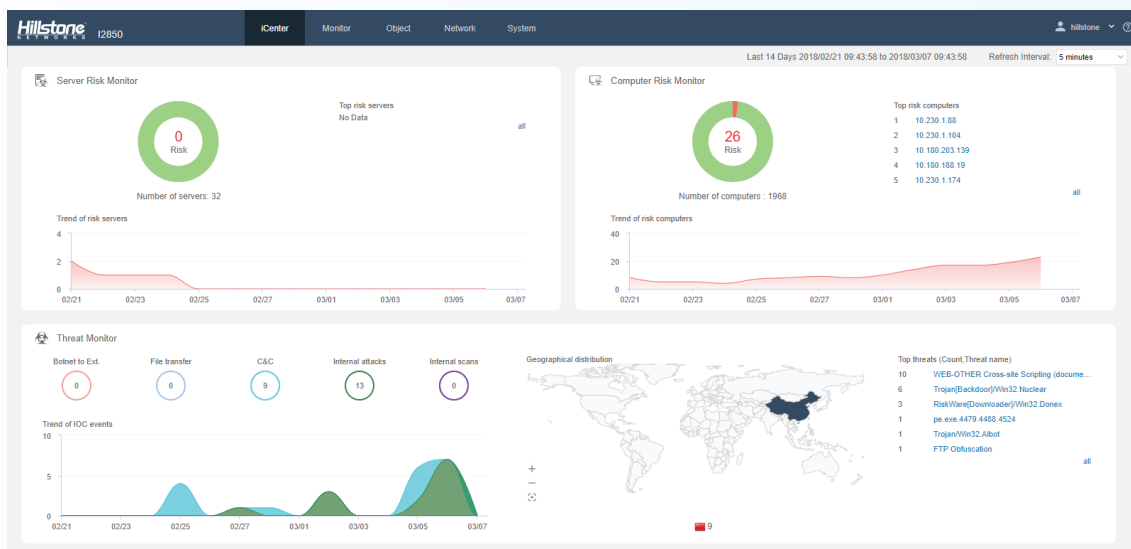 Hillstone
NETWORKS
I2850
iCenter
Monitor
Object
Network
System
hillstone
Last 14 Days 2018/02/21 09:43:58 to 2018/03/07 09:43:58
Refresh Interval:
5 minutes
Server Risk Monitor
0
Risk
Number of servers: 32
Top risk servers
No Data
all
Trend of risk servers
4
2
0
02/21 02/23 02/25 02/27 03/01 03/03 03/05 03/07
Computer Risk Monitor
26
Risk
Number of computers : 1968
Top risk computers
1 10.230.1.88
2 10.230.1.104
3 10.180.203.139
4 10.180.188.19
5 10.230.1.174
all
Trend of risk computers
40
20
0
02/21 02/23 02/25 02/27 03/01 03/03 03/05 03/07
Threat Monitor
Botnet to Ext. File transfer C&C Internal attacks Internal scans
0 0 9 13 0
Trend of IOC events
10
5
0
02/21 02/23 02/25 02/27 03/01 03/03 03/05 03/07
Geographical distribution
9
Top threats (Count,Threat name)
10 WEB-OTHER Cross-site Scripting (docume...
6 Trojan[Backdoor]/Win32.Nuclear
3 RiskWare[Downloader]/Win32.Donex
1 pe.exe.4479.4488.4524
1 Trojan/Win32.Albot
1 FTP Obfuscation
all